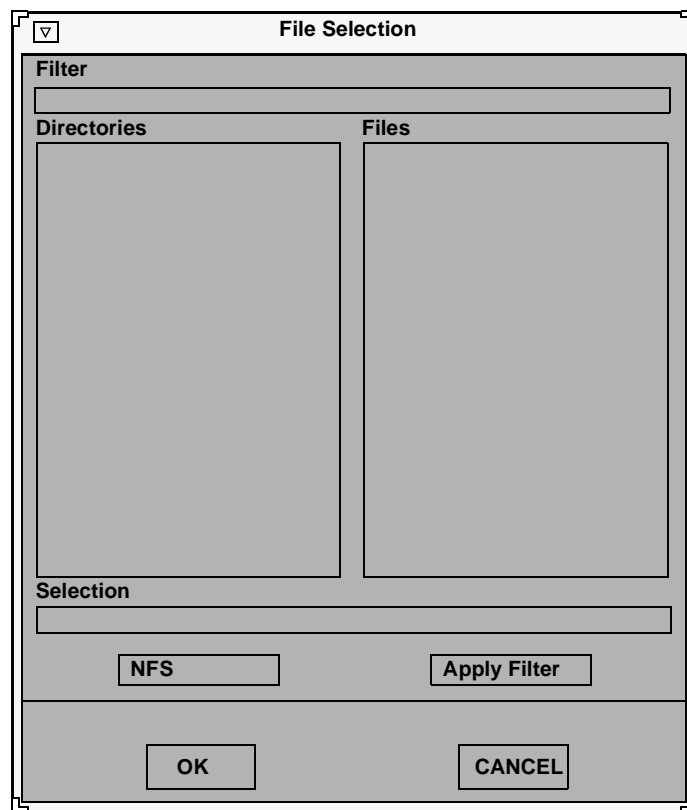 File Selection
Filter
Directories Files
Selection
NFS Apply Filter
OK CANCEL